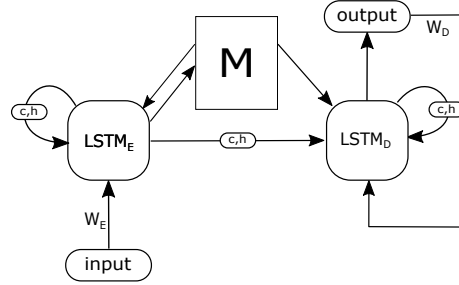 output
W_D
M
c,h
c,h
LSTM_E
c,h
LSTM_D
W_E
input